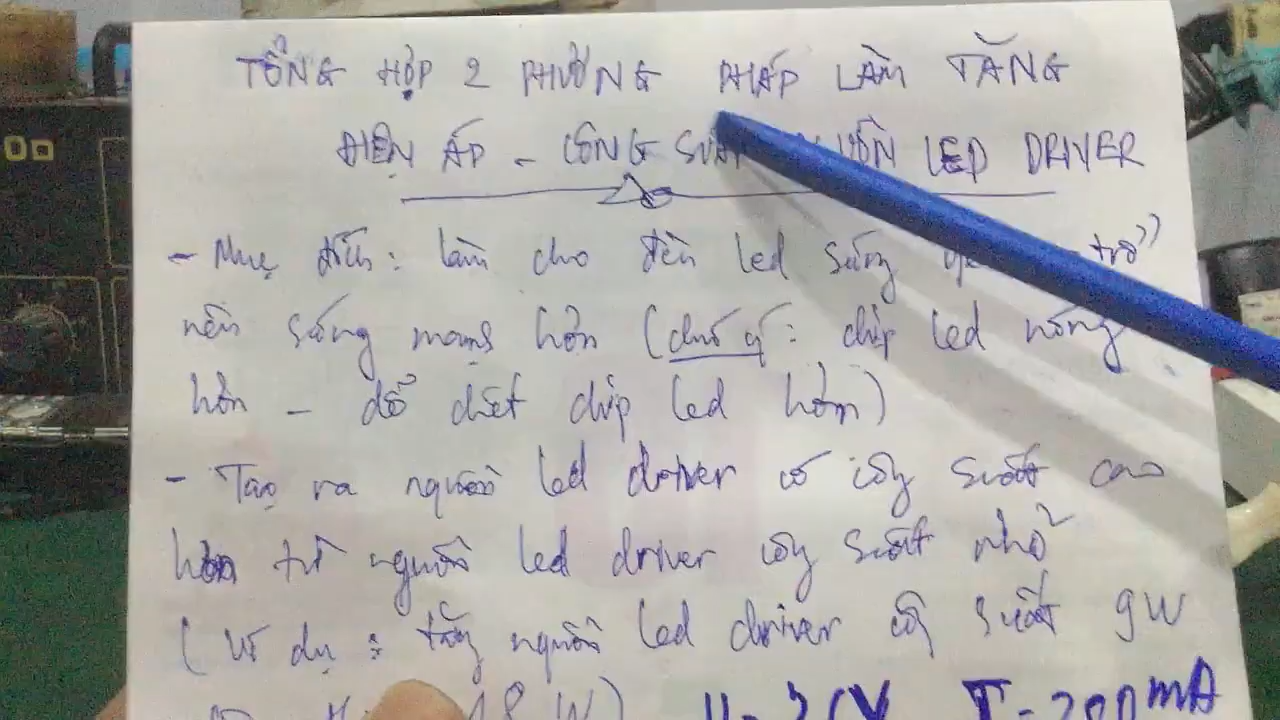 TỔNG HỢP 2 PHƯƠNG PHÁP LÀM TĂNG
ĐIỆN ÁP - CÔNG SUẤT NGUỒN LED DRIVER
- Mục đích: làm cho đèn led sáng trở
nên sáng mạnh hơn (chú ý: chip led nóng
hơn - dễ chết chip led hơn)
- Tạo ra nguồn led driver có công suất cao
hơn từ nguồn led driver công suất nhỏ
(Ví dụ: tăng nguồn led driver công suất 9W
18W)